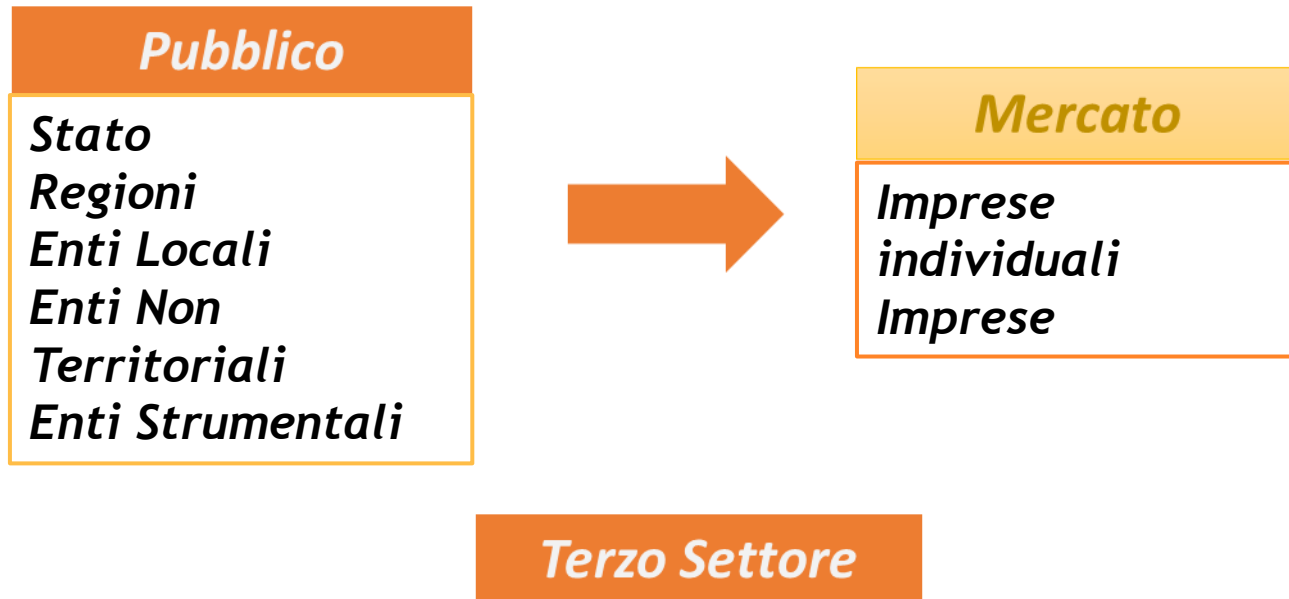 Pubblico
Stato
Regioni
Enti Locali
Enti Non
Territoriali
Enti Strumentali
Mercato
Imprese
individuali
Imprese
Terzo Settore